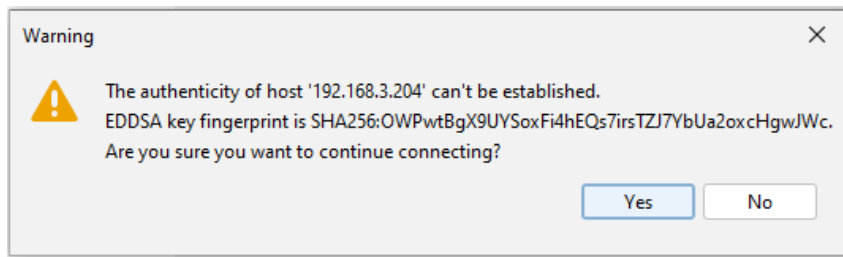 Warning
The authenticity of host '192.168.3.204' can't be established.
EDDSA key fingerprint is SHA256:OWPwtBgX9UYSoxFi4hEQs7irsTZJ7YbUa2oxcHgwJWc.
Are you sure you want to continue connecting?
Yes No